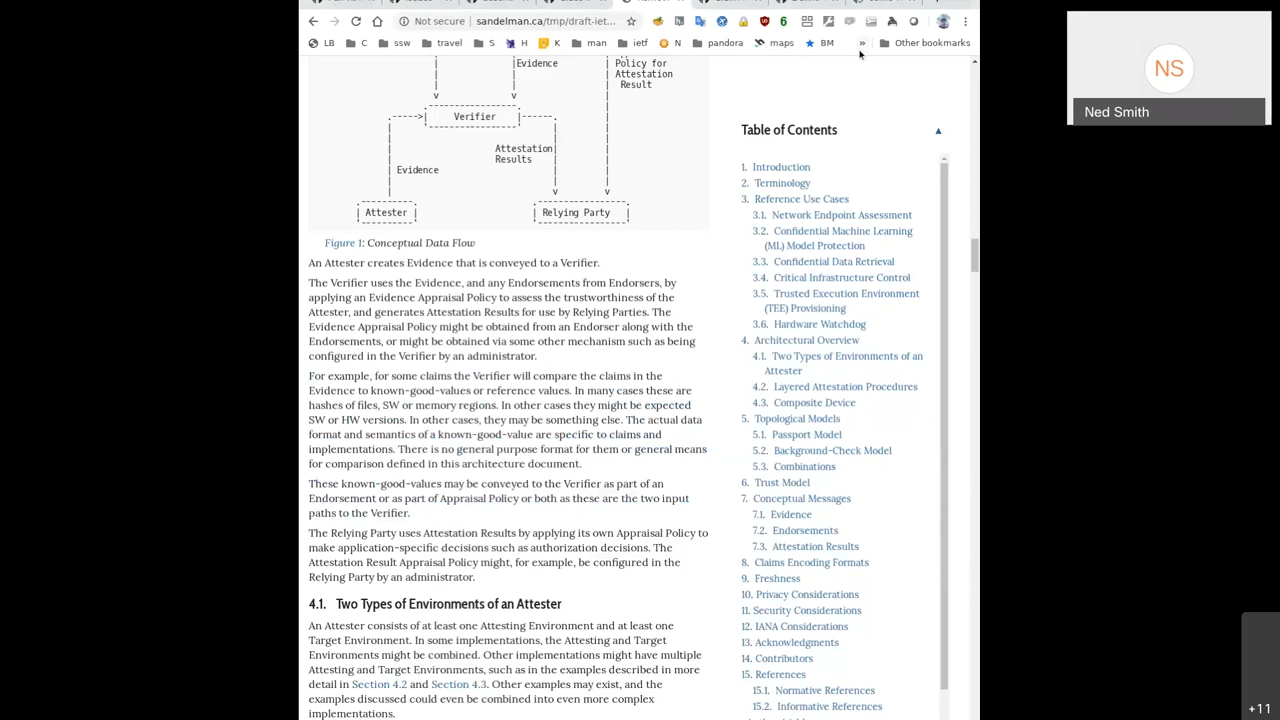 Not secure | sandelman.ca/tmp/draft-iet...
LB C ssw travel S H K man ietf N pandora maps BM » Other bookmarks
Evidence
Policy for
Attestation
Result
Verifier
Attestation
Results
Evidence
Attester
Relying Party
Figure 1: Conceptual Data Flow
An Attester creates Evidence that is conveyed to a Verifier.
The Verifier uses the Evidence, and any Endorsements from Endorsers, by
applying an Evidence Appraisal Policy to assess the trustworthiness of the
Attester, and generates Attestation Results for use by Relying Parties. The
Evidence Appraisal Policy might be obtained from an Endorser along with the
Endorsements, or might be obtained via some other mechanism such as being
configured in the Verifier by an administrator.
For example, for some claims the Verifier will compare the claims in the
Evidence to known-good-values or reference values. In many cases these are
hashes of files, SW or memory regions. In other cases they might be expected
SW or HW versions. In other cases, they may be something else. The actual data
format and semantics of a known-good-value are specific to claims and
implementations. There is no general purpose format for them or general means
for comparison defined in this architecture document.
These known-good-values may be conveyed to the Verifier as part of an
Endorsement or as part of Appraisal Policy or both as these are the two input
paths to the Verifier.
The Relying Party uses Attestation Results by applying its own Appraisal Policy to
make application-specific decisions such as authorization decisions. The
Attestation Result Appraisal Policy might, for example, be configured in the
Relying Party by an administrator.
4.1. Two Types of Environments of an Attester
An Attester consists of at least one Attesting Environment and at least one
Target Environment. In some implementations, the Attesting and Target
Environments might be combined. Other implementations might have multiple
Attesting and Target Environments, such as in the examples described in more
detail in Section 4.2 and Section 4.3. Other examples may exist, and the
examples discussed could even be combined into even more complex
implementations.
Table of Contents
1. Introduction
2. Terminology
3. Reference Use Cases
3.1. Network Endpoint Assessment
3.2. Confidential Machine Learning
(ML) Model Protection
3.3. Confidential Data Retrieval
3.4. Critical Infrastructure Control
3.5. Trusted Execution Environment
(TEE) Provisioning
3.6. Hardware Watchdog
4. Architectural Overview
4.1. Two Types of Environments of an
Attester
4.2. Layered Attestation Procedures
4.3. Composite Device
5. Topological Models
5.1. Passport Model
5.2. Background-Check Model
5.3. Combinations
6. Trust Model
7. Conceptual Messages
7.1. Evidence
7.2. Endorsements
7.3. Attestation Results
8. Claims Encoding Formats
9. Freshness
10. Privacy Considerations
11. Security Considerations
12. IANA Considerations
13. Acknowledgments
14. Contributors
15. References
15.1. Normative References
15.2. Informative References
NS
Ned Smith
+11